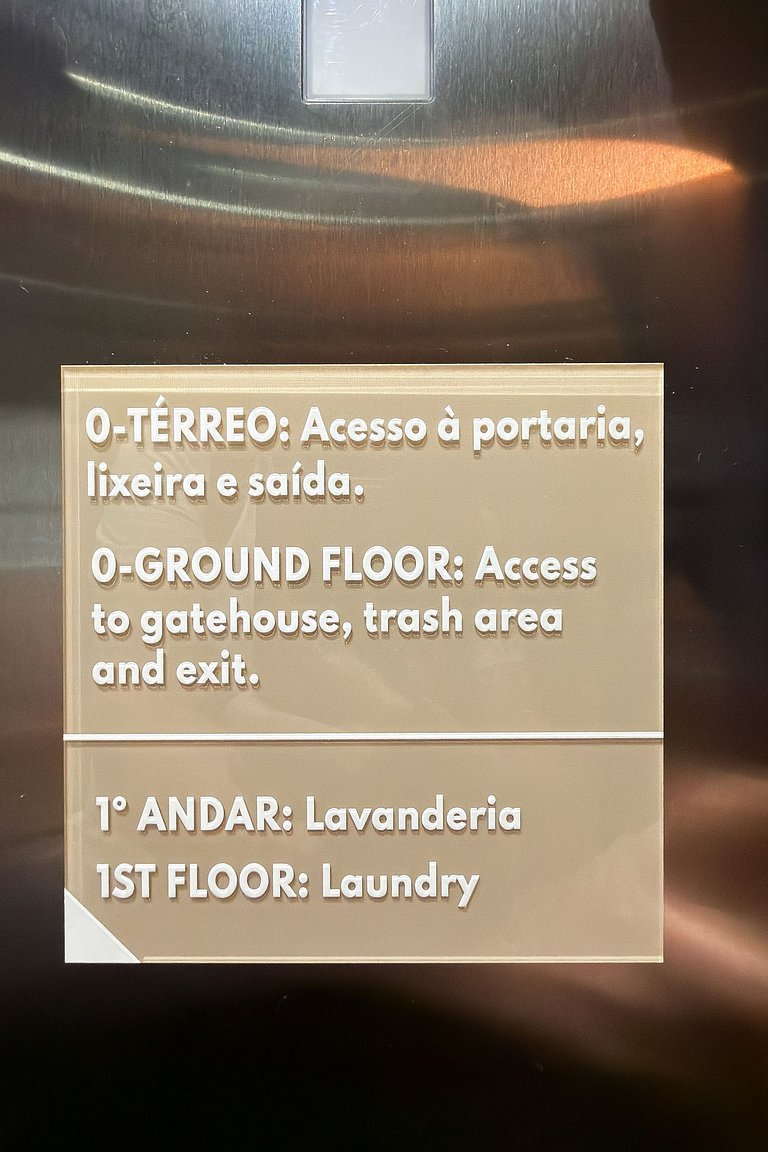 0-TÉRREO: Acesso à portaria,
lixeira e saída.
0-GROUND FLOOR: Access
to gatehouse, trash area
and exit.
1° ANDAR: Lavanderia
1ST FLOOR: Laundry